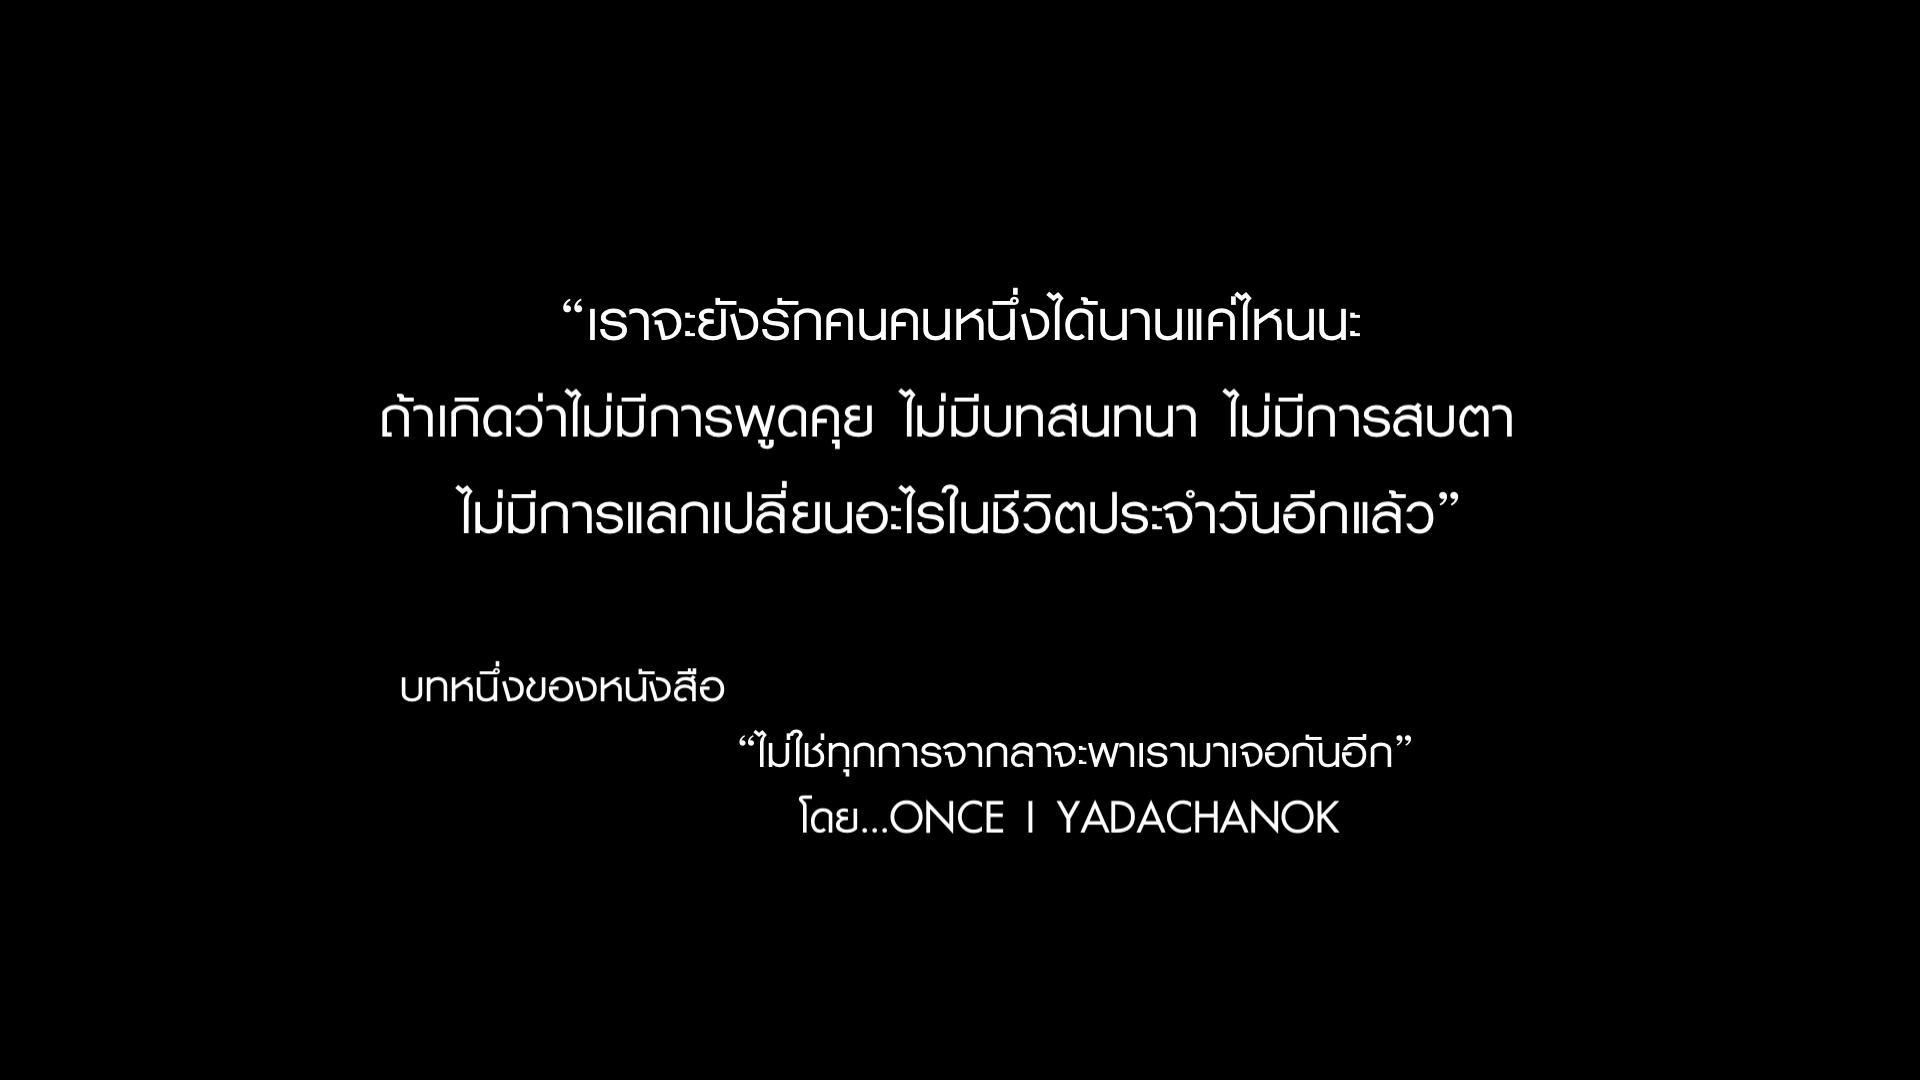 “เราจะยังรักคนคนหนึ่งได้นานแค่ไหนนะ
ถ้าเกิดว่าไม่มีการพูดคุย ไม่มีบทสนทนา ไม่มีการสบตา
ไม่มีการแลกเปลี่ยนอะไรในชีวิตประจำวันอีกแล้ว”
บทหนึ่งของหนังสือ
“ไม่ใช่ทุกการจากลาจะพาเรามาเจอกันอีก”
โดย...ONCE I YADACHANOK